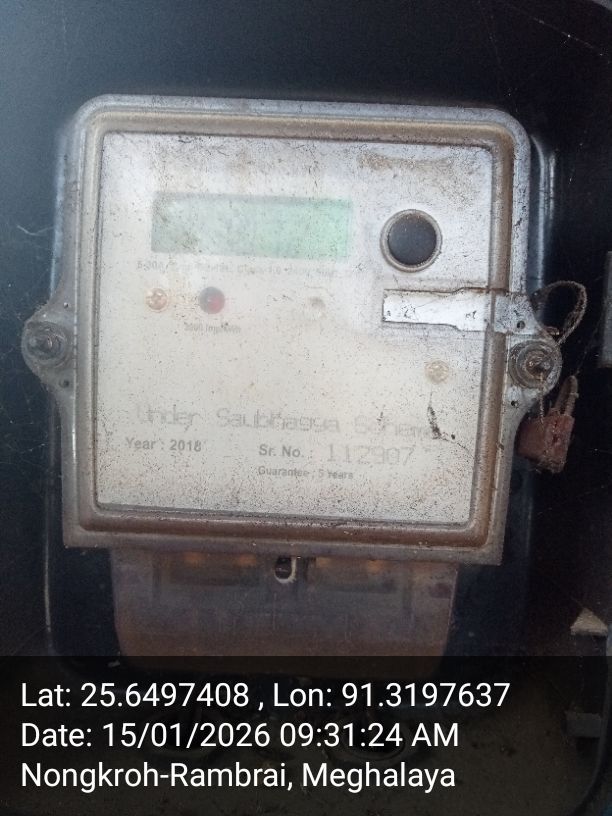 Under Saubhagya Scheme
Year : 2018
Sr. No. 112907
Guarantee : 5 Years
Lat: 25.6497408 , Lon: 91.3197637
Date: 15/01/2026 09:31:24 AM
Nongkroh-Rambrai, Meghalaya